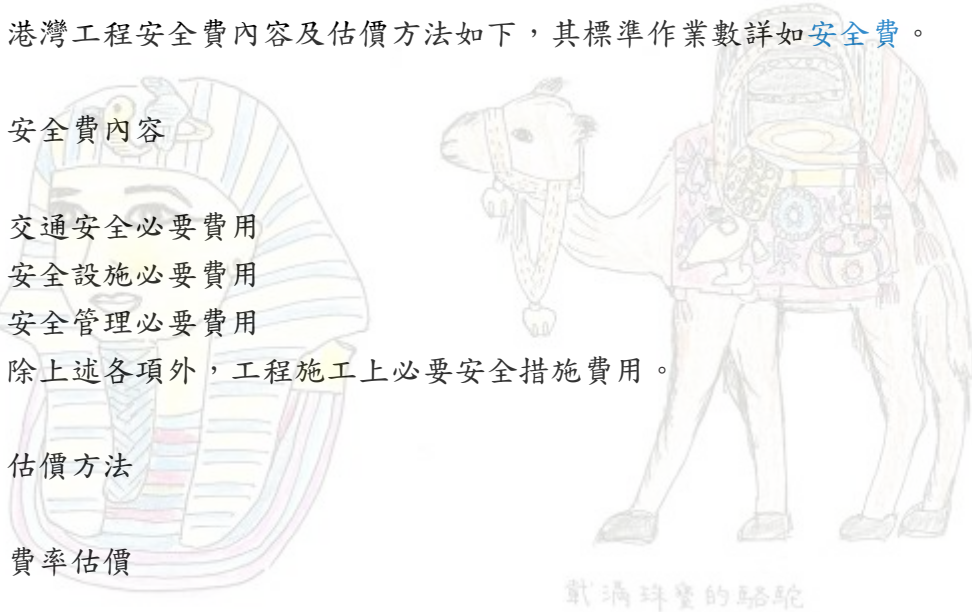 港灣工程安全費內容及估價方法如下，其標準作業數詳如安全費。
安全費內容
交通安全必要費用
安全設施必要費用
安全管理必要費用
除上述各項外，工程施工上必要安全措施費用。
估價方法
費率估價
載滿珠寶的駱駝